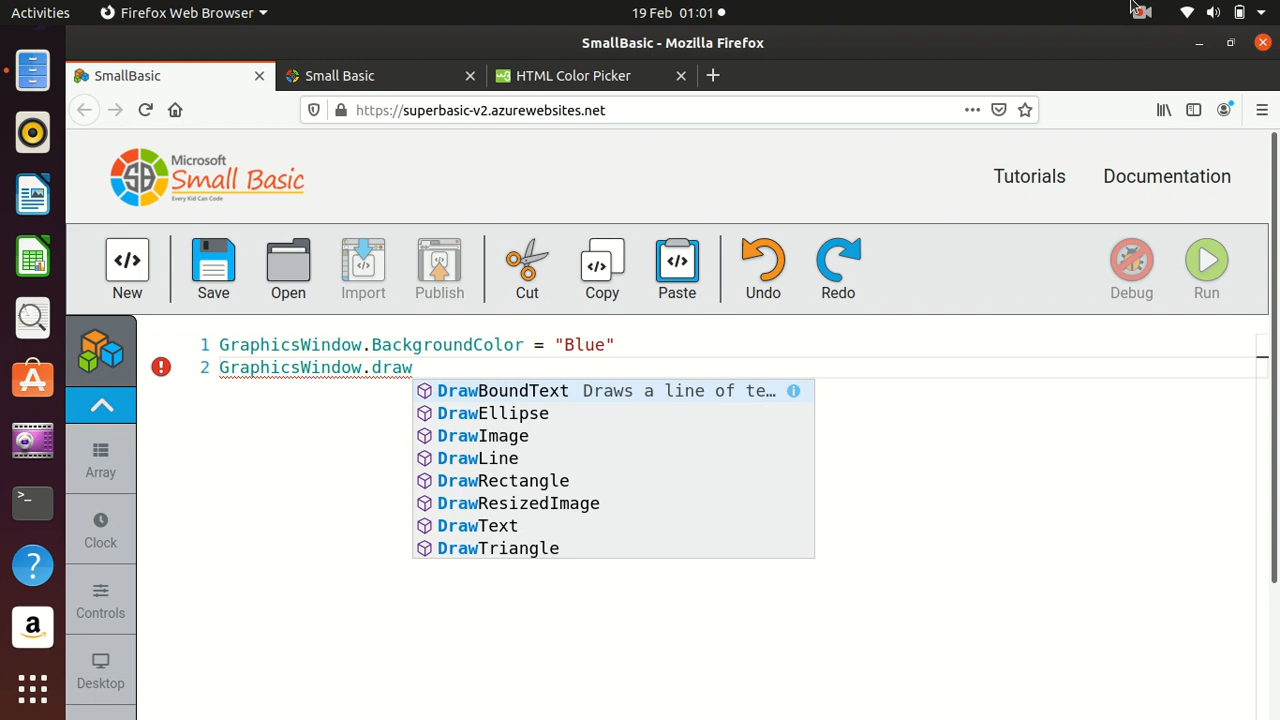 Activities Firefox Web Browser 19 Feb 01:01
SmallBasic - Mozilla Firefox
SmallBasic Small Basic HTML Color Picker
https://superbasic-v2.azurewebsites.net
Microsoft
Small Basic
Every Kid Can Code
Tutorials Documentation
New Save Open Import Publish Cut Copy Paste Undo Redo Debug Run
1 GraphicsWindow.BackgroundColor = "Blue"
2 GraphicsWindow.draw
DrawBoundText Draws a line of te…
DrawEllipse
DrawImage
DrawLine
DrawRectangle
DrawResizedImage
DrawText
DrawTriangle
Array
Clock
Controls
Desktop